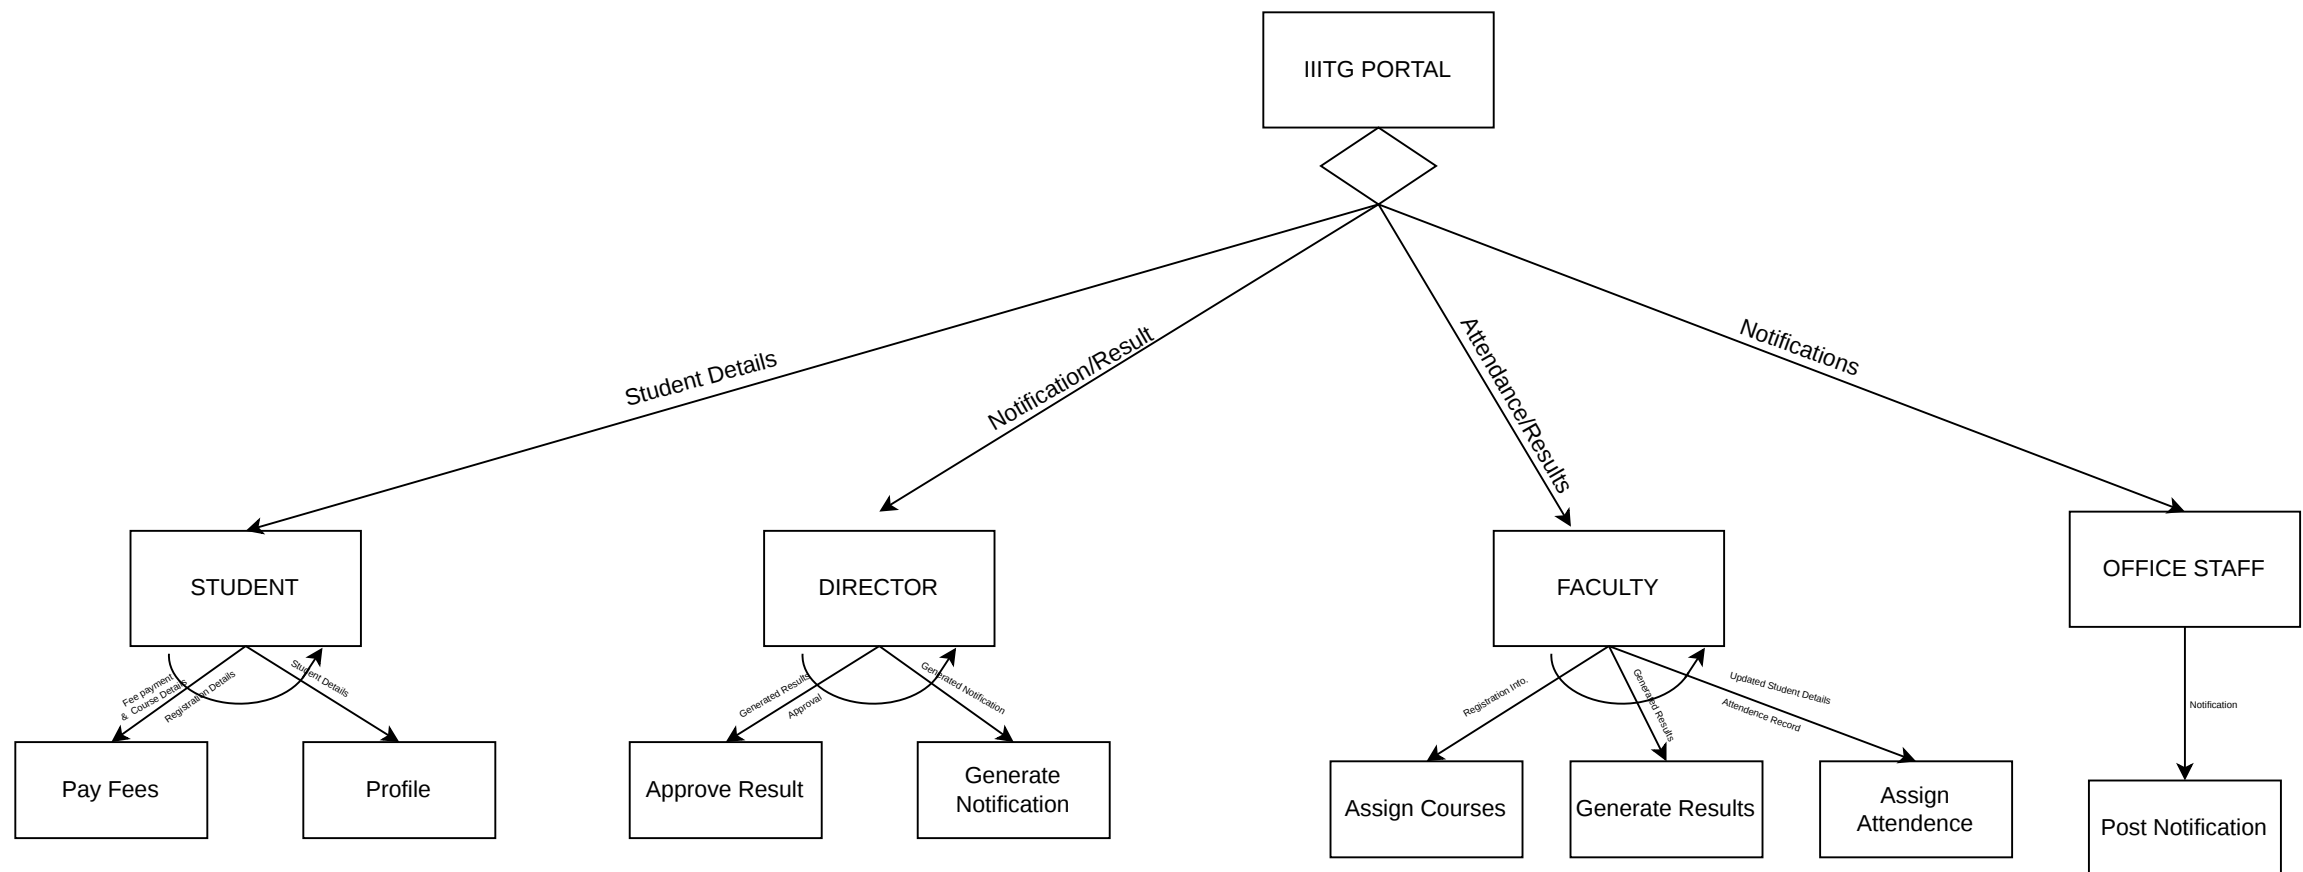 IIITG PORTAL
Student Details
Notification/Result
Attendance/Results
Notifications
STUDENT
DIRECTOR
FACULTY
OFFICE STAFF
Fee payment
& Course Details
Registration Details
Student Details
Generated Results
Approval
Generated Notification
Registration Info.
Generated Results
Updated Student Details
Attendence Record
Notification
Pay Fees
Profile
Approve Result
Generate
Notification
Assign Courses
Generate Results
Assign
Attendence
Post Notification